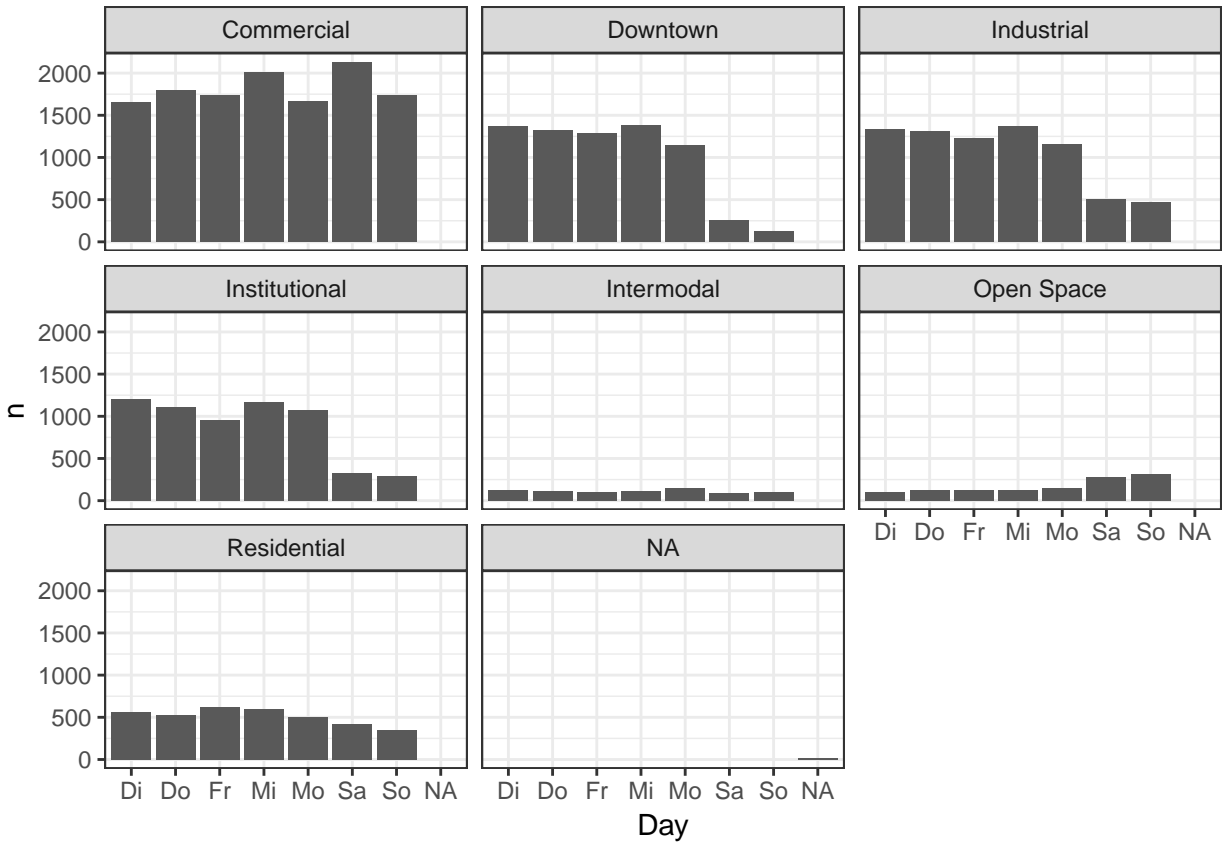 Commercial Downtown Industrial
2000
1500
1000
500
0
Institutional Intermodal Open Space
2000
1500
1000
500
0
Di Do Fr Mi Mo Sa So NA
Residential NA
2000
1500
1000
500
0
Di Do Fr Mi Mo Sa So NA Di Do Fr Mi Mo Sa So NA
Day
n